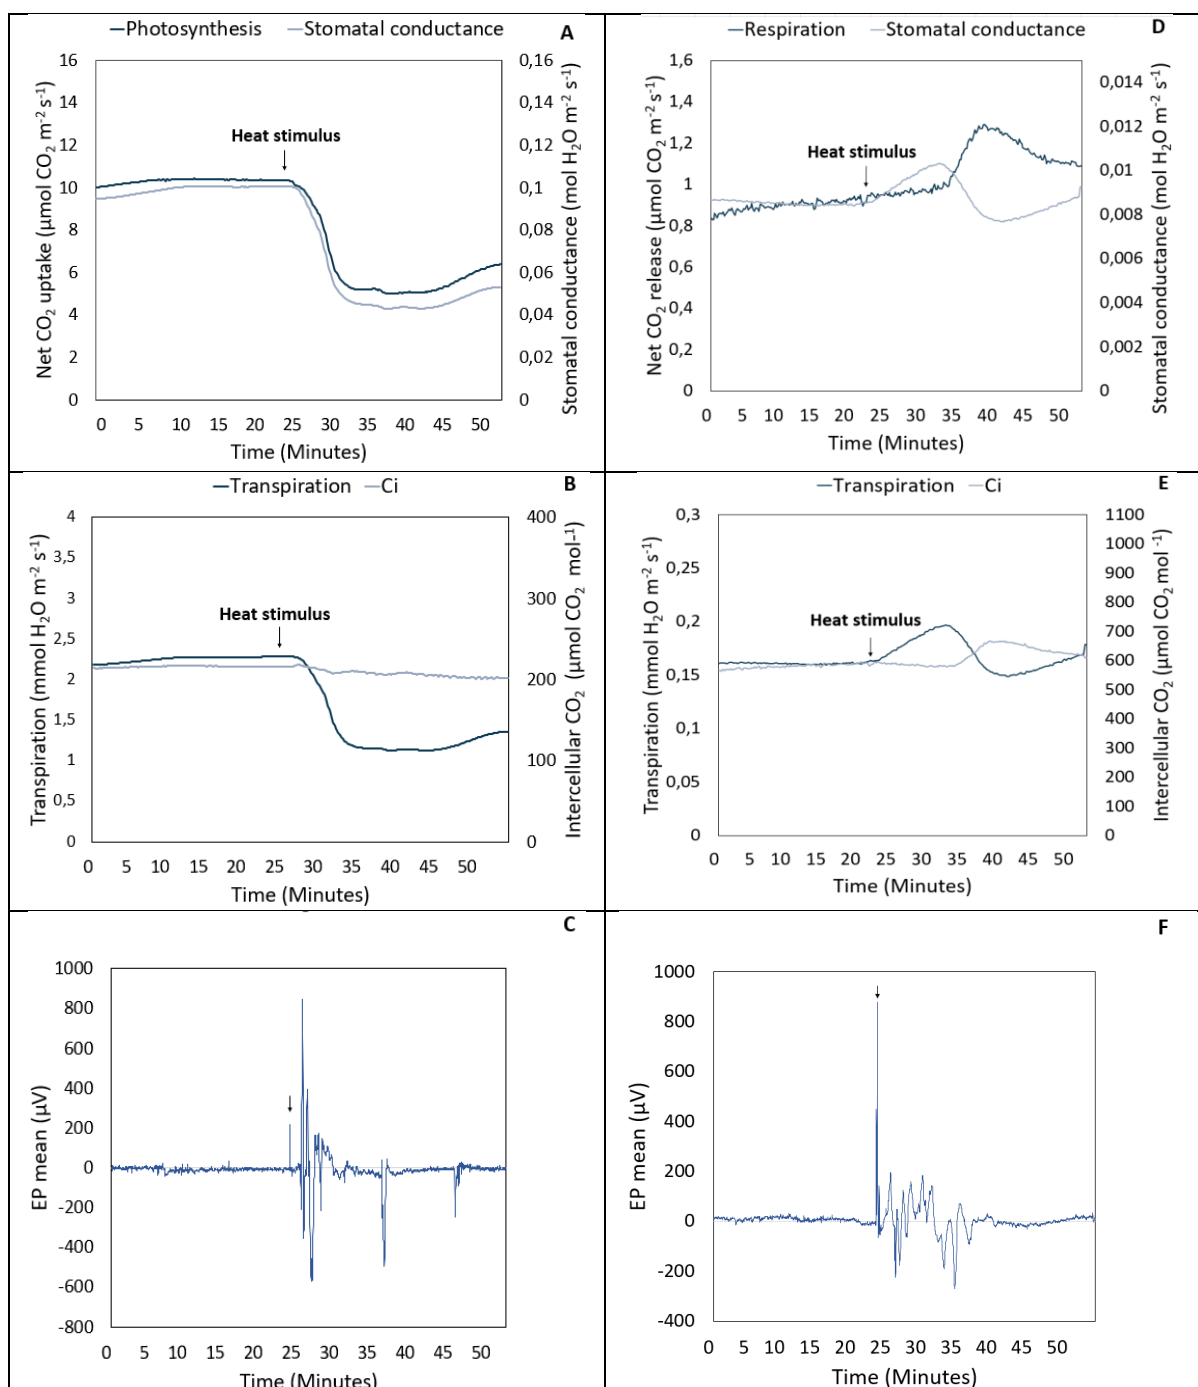 Photosynthesis Stomatal conductance A
Net CO2 uptake (µmol CO2 m-2 s-1)
16
14
12
10
8
6
4
2
0
Heat stimulus
0,16
0,14
0,12
0,1
0,08
0,06
0,04
0,02
0
Stomatal conductance (mol H2O m-2 s-1)
0 5 10 15 20 25 30 35 40 45 50
Time (Minutes)
Respiration Stomatal conductance D
Net CO2 release (µmol CO2 m-2 s-1)
1,6
1,4
1,2
1
0,8
0,6
0,4
0,2
0
Heat stimulus
0,014
0,012
0,01
0,008
0,006
0,004
0,002
0
Stomatal conductance (mol H2O m-2 s-1)
0 5 10 15 20 25 30 35 40 45 50
Time (Minutes)
Transpiration Ci B
Transpiration (mmol H2O m-2 s-1)
4
3,5
3
2,5
2
1,5
1
0,5
0
Heat stimulus
400
300
200
100
0
Intercellular CO2 (µmol CO2 mol-1)
0 5 10 15 20 25 30 35 40 45 50
Time (Minutes)
Transpiration Ci E
Transpiration (mmol H2O m-2 s-1)
0,3
0,25
0,2
0,15
0,1
0,05
0
Heat stimulus
1100
1000
900
800
700
600
500
400
300
200
100
0
Intercellular CO2 (µmol CO2 mol -1)
0 5 10 15 20 25 30 35 40 45 50
Time (Minutes)
C
EP mean (µV)
1000
800
600
400
200
0
-200
-400
-600
-800
0 5 10 15 20 25 30 35 40 45 50
Time (Minutes)
F
EP mean (µV)
1000
800
600
400
200
0
-200
-400
0 5 10 15 20 25 30 35 40 45 50
Time (Minutes)